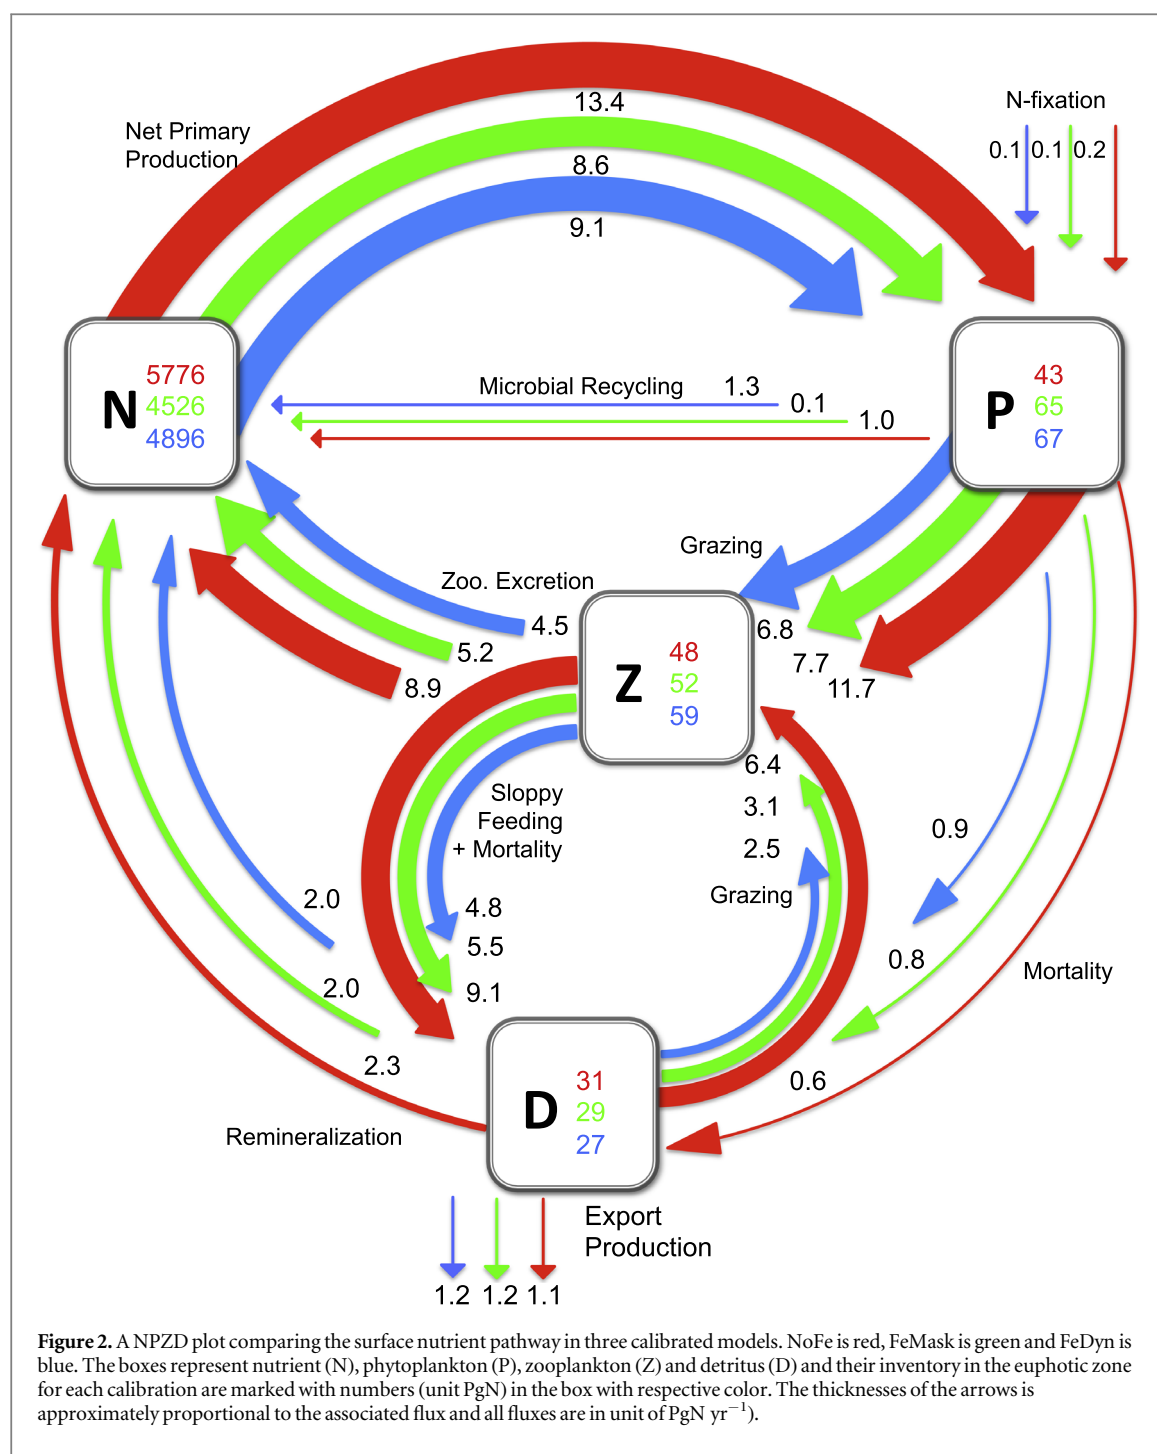 13.4
N-fixation
Net Primary
Production
0.1 0.1 0.2
8.6
9.1
N
5776
4526
4896
P
43
65
67
Microbial Recycling
1.3
0.1
1.0
Grazing
Zoo. Excretion
4.5
5.2
8.9
6.8
7.7
11.7
Z
48
52
59
6.4
3.1
2.5
Grazing
Sloppy
Feeding
+ Mortality
4.8
5.5
9.1
0.9
0.8
0.6
Mortality
2.0
2.0
2.3
Remineralization
D
31
29
27
Export
Production
1.2 1.2 1.1
Figure 2. A NPZD plot comparing the surface nutrient pathway in three calibrated models. NoFe is red, FeMask is green and FeDyn is
blue. The boxes represent nutrient (N), phytoplankton (P), zooplankton (Z) and detritus (D) and their inventory in the euphotic zone
for each calibration are marked with numbers (unit PgN) in the box with respective color. The thicknesses of the arrows is
approximately proportional to the associated flux and all fluxes are in unit of PgN yr⁻¹).